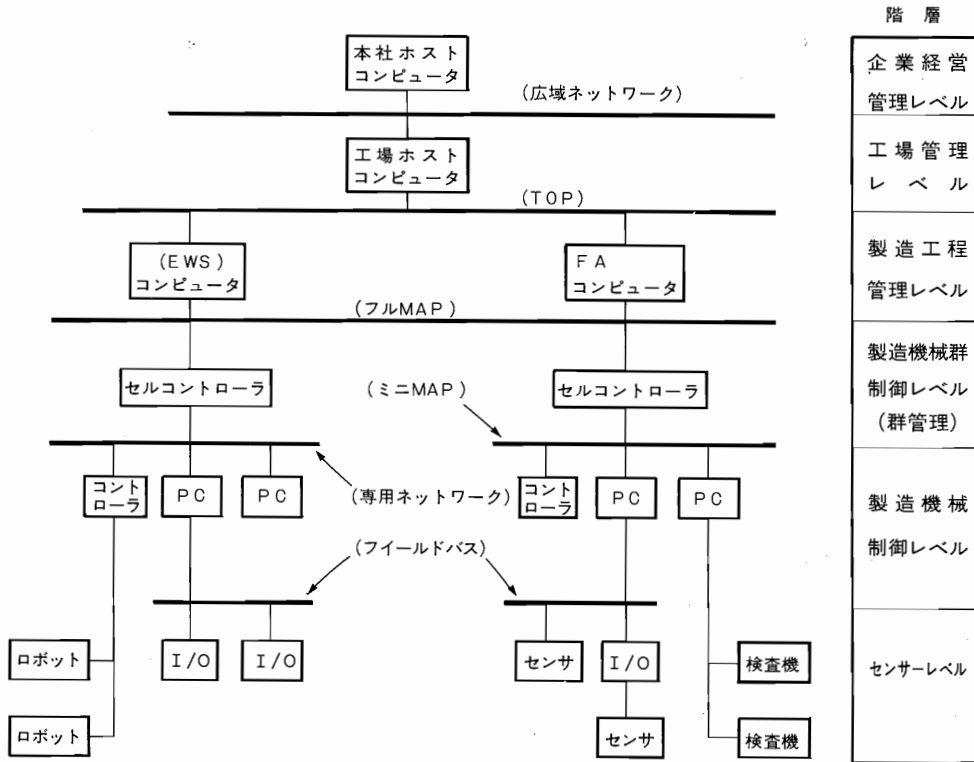 階層
本社ホスト
コンピュータ
企業経営
管理レベル
(広域ネットワーク)
工場ホスト
コンピュータ
工場管理
レベル
(TOP)
(EWS)
コンピュータ
FA
コンピュータ
製造工程
管理レベル
(フルMAP)
セルコントローラ
(ミニMAP)
セルコントローラ
製造機械群
制御レベル
(群管理)
コント
ローラ
PC
PC
(専用ネットワーク)
コント
ローラ
PC
PC
製造機械
制御レベル
(フイールドバス)
ロボット
I/O
I/O
センサ
I/O
検査機
センサーレベル
ロボット
センサ
検査機